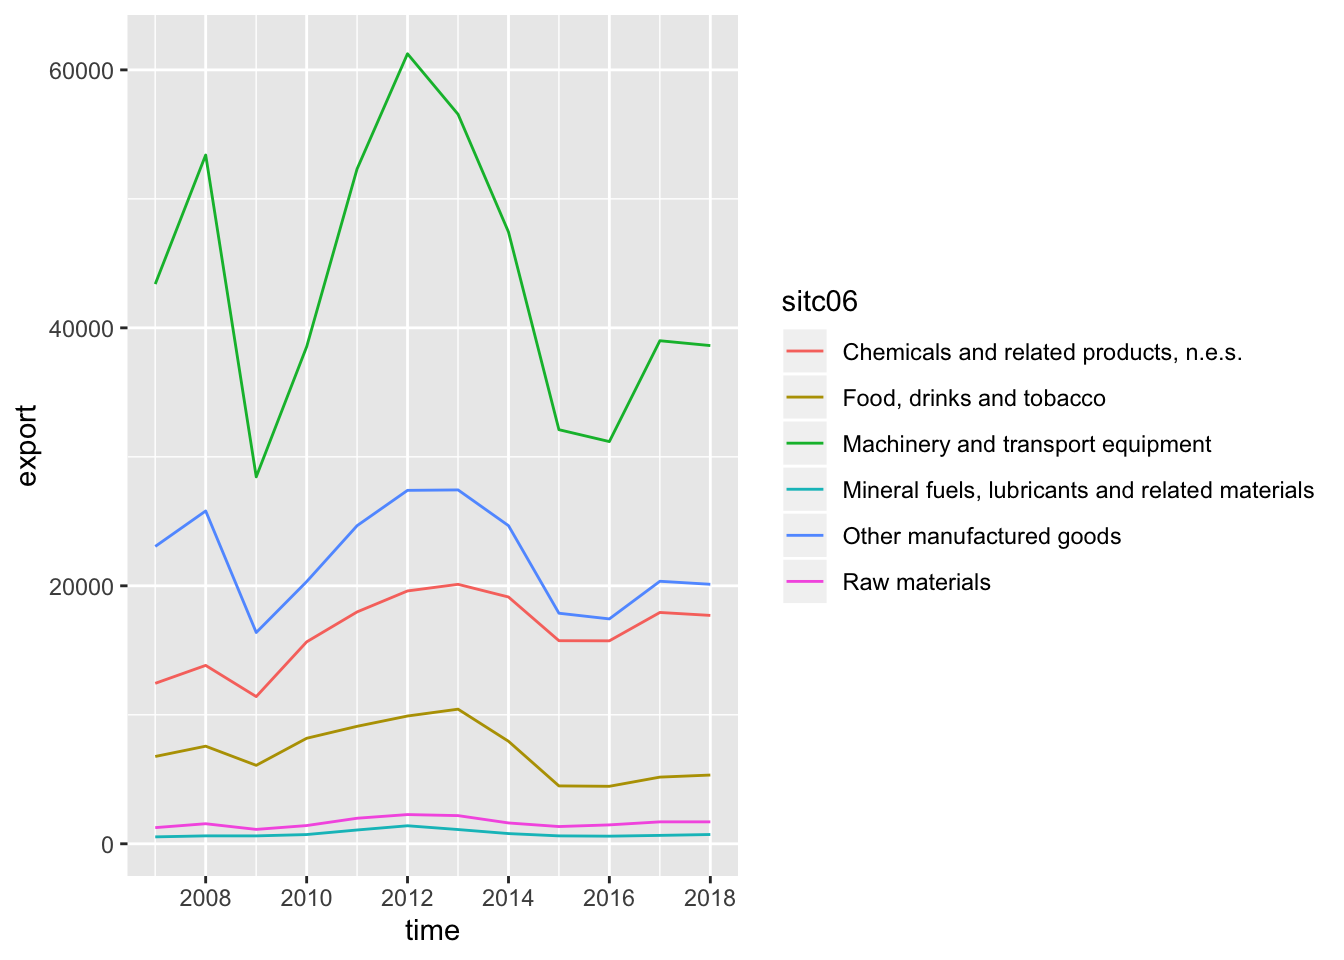 60000
40000
20000
0
export
2008 2010 2012 2014 2016 2018
time
sitc06
Chemicals and related products, n.e.s.
Food, drinks and tobacco
Machinery and transport equipment
Mineral fuels, lubricants and related materials
Other manufactured goods
Raw materials